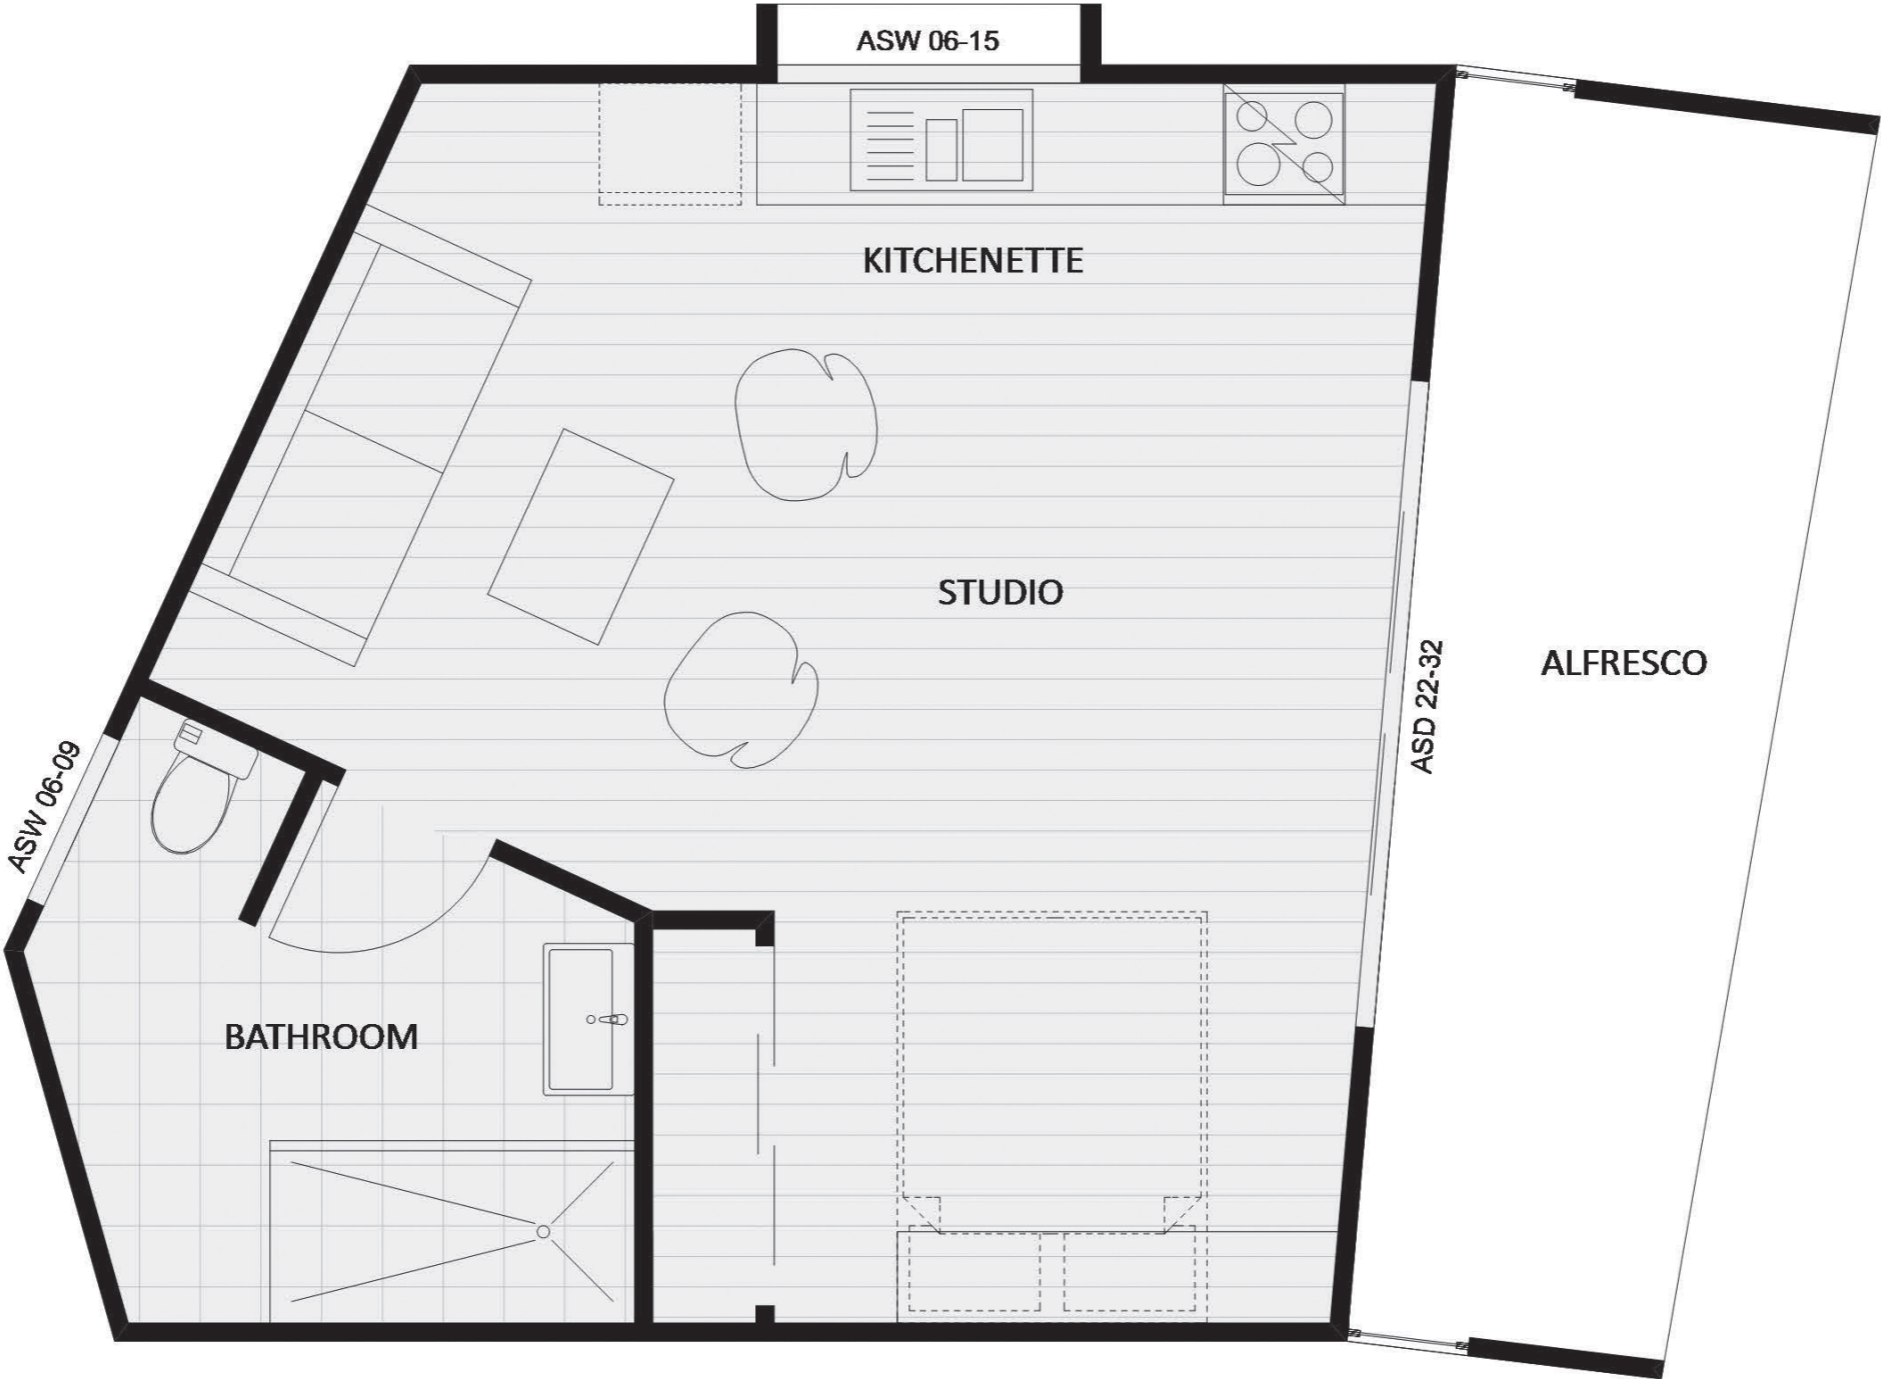 ASW 06-15
KITCHENETTE
STUDIO
ASD 22-32
ALFRESCO
ASW 06-09
BATHROOM